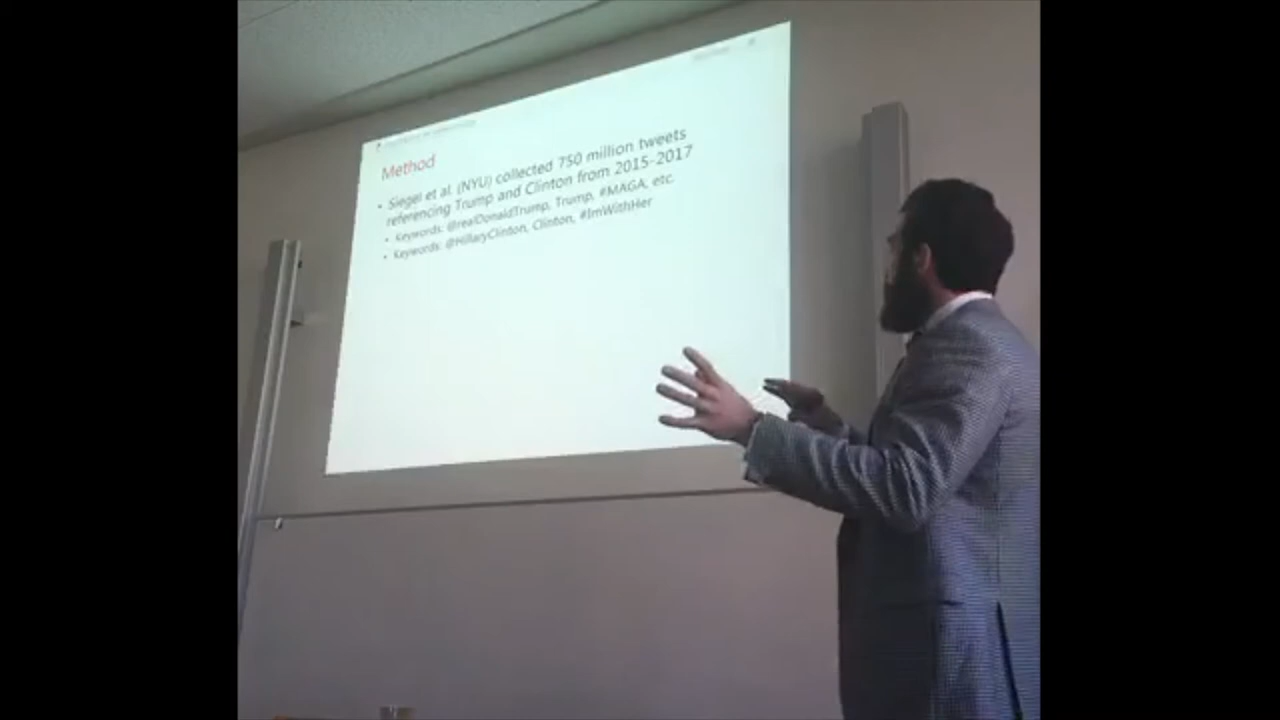 Method
• Siegel et al. (NYU) collected 750 million tweets
referencing Trump and Clinton from 2015-2017
• Keywords: @realDonaldTrump, Trump, #MAGA, etc.
• Keywords: @HillaryClinton, Clinton, #ImWithHer